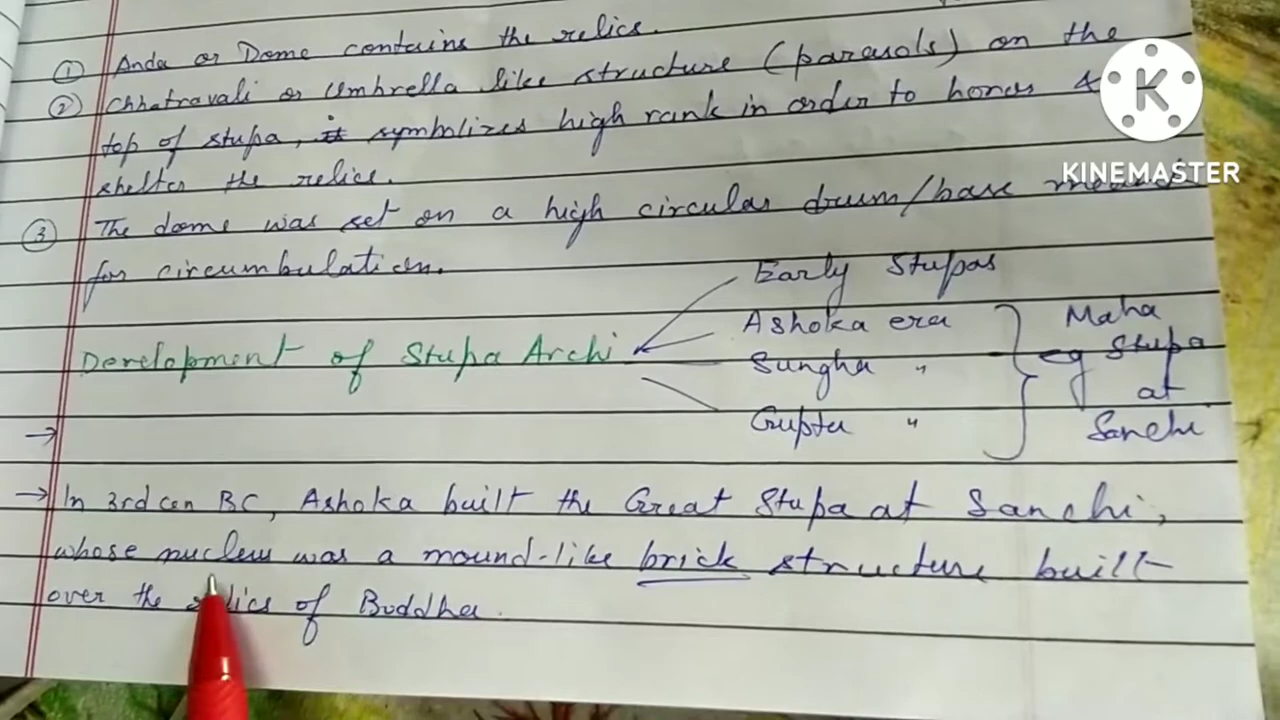 ① Anda or Dome contains the relics.
② Chhatravali or Umbrella like structure (parasols) on the
top of stupa, it symbolizes high rank in order to honor &
shelter the relics.
③ The dome was set on a high circular drum/base meant
for circumbulation.
Development of Stupa Archi
Early Stupas
Ashoka era
Sungha "
Gupta "
Maha
eg Stupa
at
Sanchi
→
→ In 3rd cen BC, Ashoka built the Great Stupa at Sanchi,
whose nucleus was a mound-like brick structure built
over the relics of Buddha.
K
KINEMASTER